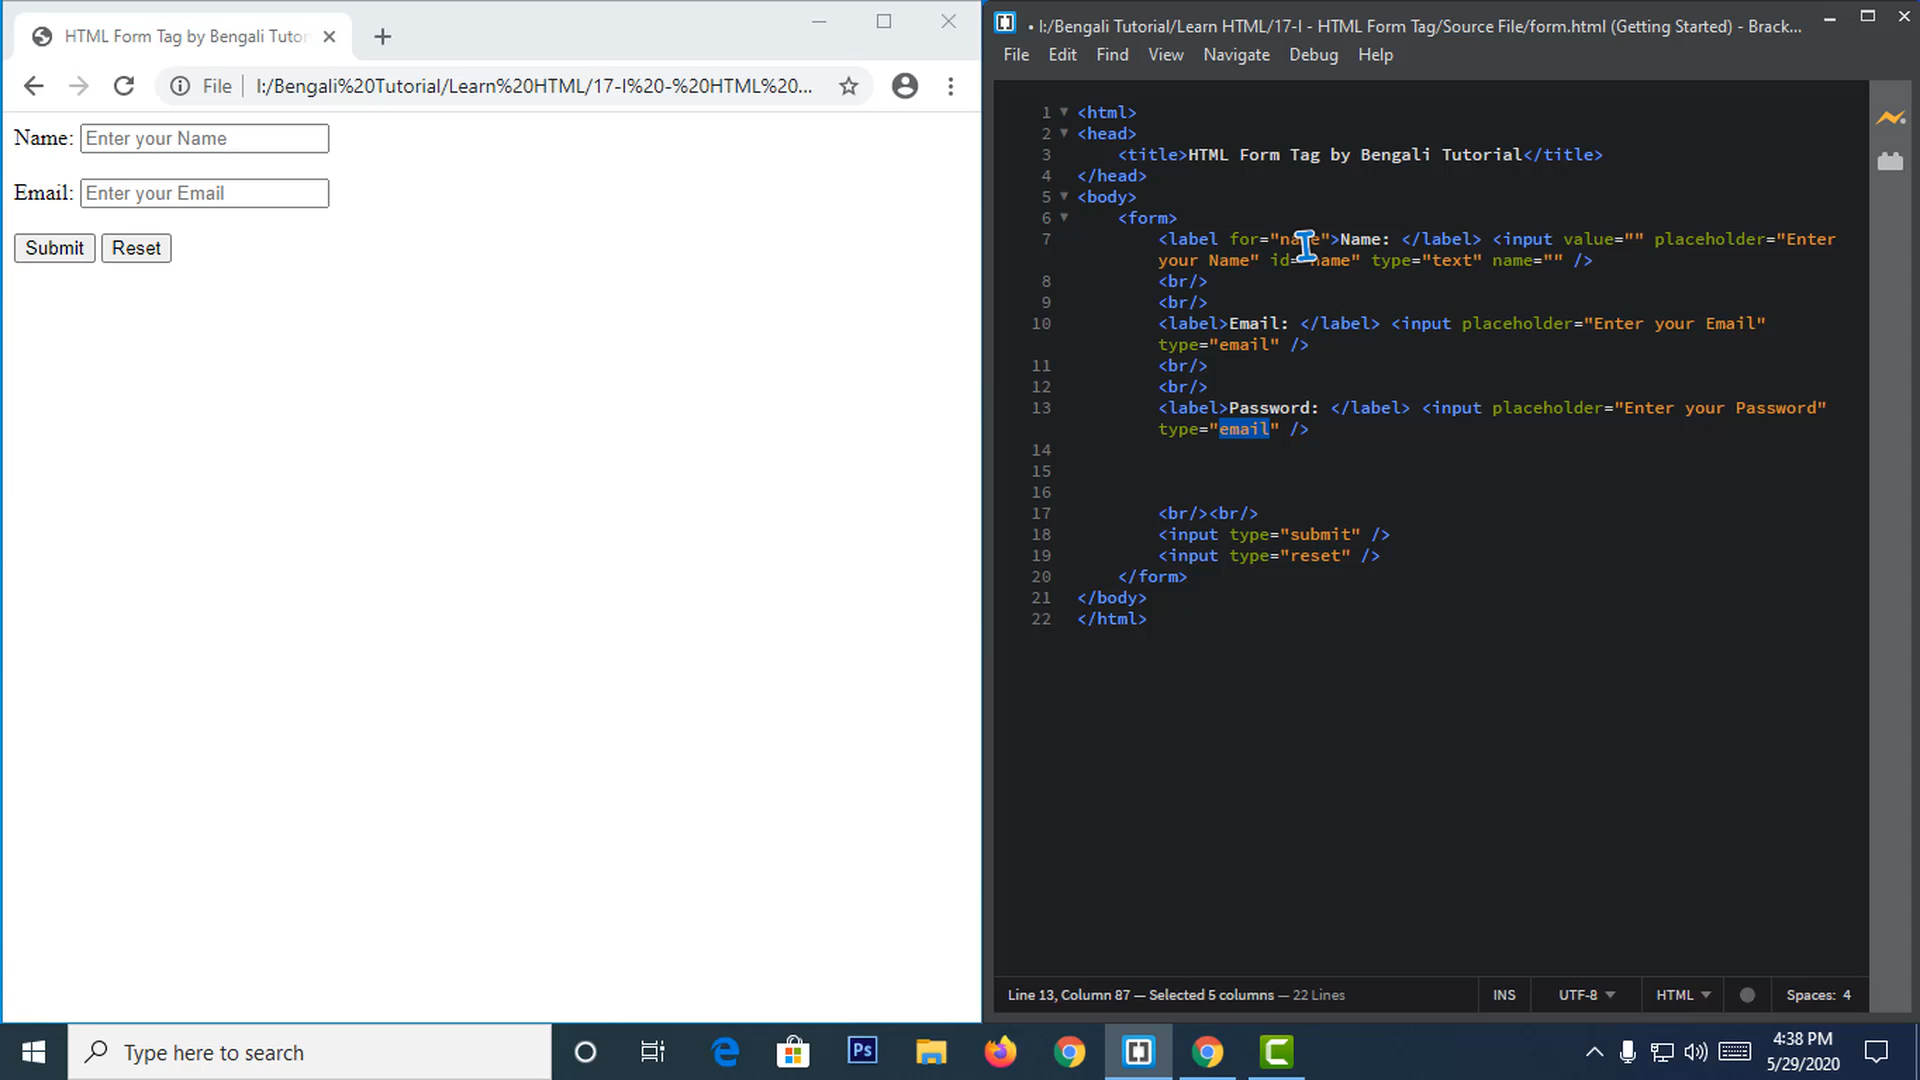 HTML Form Tag by Bengali Tutor
File
I:/Bengali%20Tutorial/Learn%20HTML/17-I%20-%20HTML%20...
Name: Enter your Name
Email: Enter your Email
Submit Reset
• I:/Bengali Tutorial/Learn HTML/17-I - HTML Form Tag/Source File/form.html (Getting Started) - Brack...
File Edit Find View Navigate Debug Help
1 <html>
2 <head>
3 <title>HTML Form Tag by Bengali Tutorial</title>
4 </head>
5 <body>
6 <form>
7 <label for="name">Name: </label> <input value="" placeholder="Enter
your Name" id="name" type="text" name="" />
8 <br/>
9 <br/>
10 <label>Email: </label> <input placeholder="Enter your Email"
type="email" />
11 <br/>
12 <br/>
13 <label>Password: </label> <input placeholder="Enter your Password"
type="email" />
14
15
16
17 <br/><br/>
18 <input type="submit" />
19 <input type="reset" />
20 </form>
21 </body>
22 </html>
Line 13, Column 87 — Selected 5 columns — 22 Lines
INS UTF-8 HTML Spaces: 4
Type here to search
Ps
4:38 PM
5/29/2020